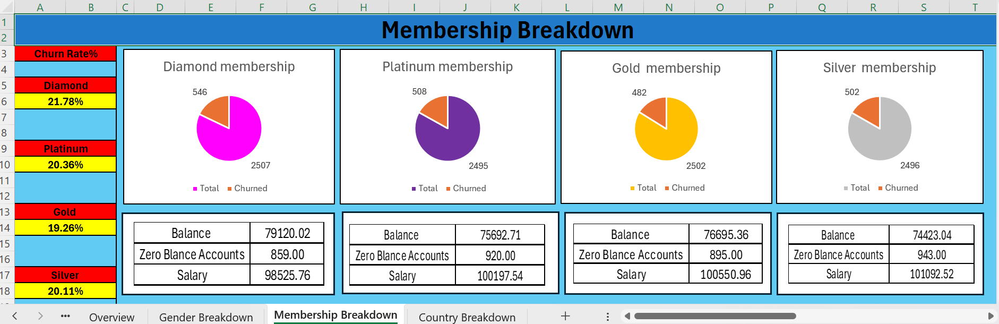 A B C D E F G H I J K L M N O P Q R S T
1 Membership Breakdown
2
3 Churn Rate%
4
5 Diamond
6 21.78%
7
8
9 Platinum
10 20.36%
11
12
13 Gold
14 19.26%
15
16
17 Silver
18 20.11%
Diamond membership
546
2507
Total Churned
Platinum membership
508
2495
Total Churned
Gold  membership
482
2502
Total Churned
Silver  membership
502
2496
Total Churned
Balance 79120.02
Zero Blance Accounts 859.00
Salary 98525.76
Balance 75692.71
Zero Blance Accounts 920.00
Salary 100197.54
Balance 76695.36
Zero Blance Accounts 895.00
Salary 100550.96
Balance 74423.04
Zero Blance Accounts 943.00
Salary 101092.52
Overview Gender Breakdown Membership Breakdown Country Breakdown